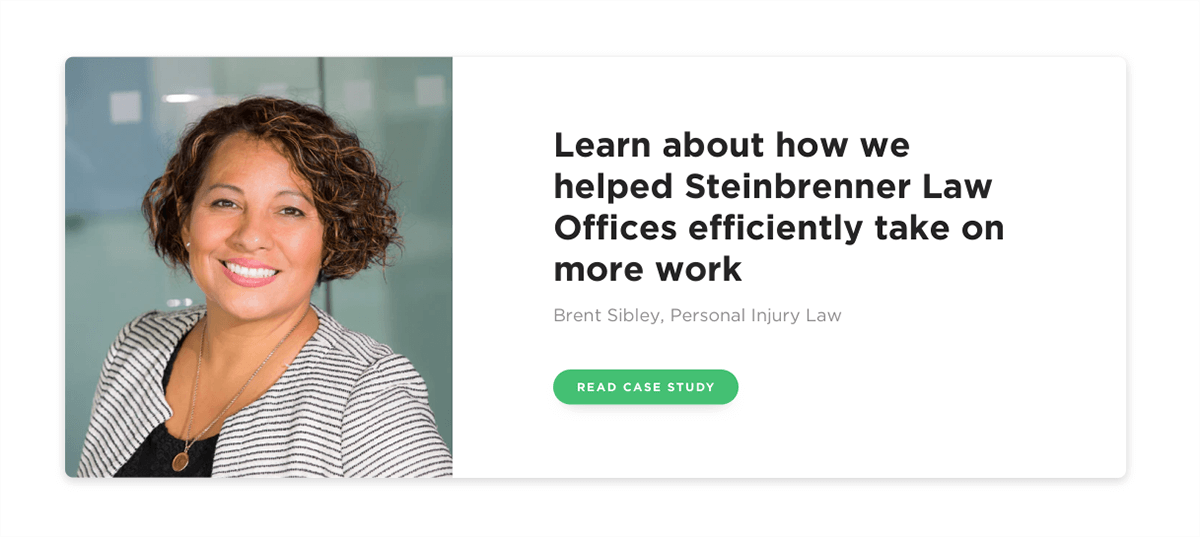 Learn about how we
helped Steinbrenner Law
Offices efficiently take on
more work
Brent Sibley, Personal Injury Law
READ CASE STUDY